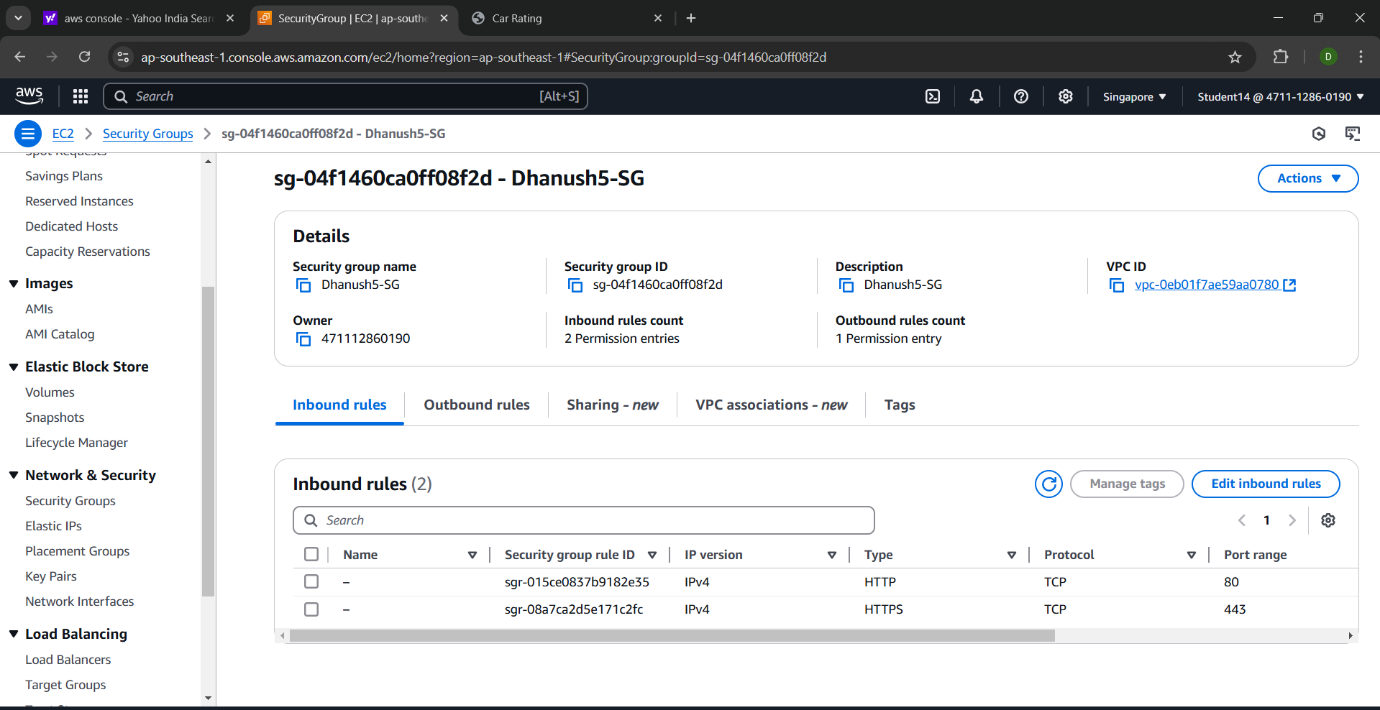 aws console - Yahoo India Sear
SecurityGroup | EC2 | ap-southe
Car Rating
ap-southeast-1.console.aws.amazon.com/ec2/home?region=ap-southeast-1#SecurityGroup:groupId=sg-04f1460ca0ff08f2d
D
aws
Search
[Alt+S]
Singapore
Student14 @ 4711-1286-0190
EC2
Security Groups
sg-04f1460ca0ff08f2d - Dhanush5-SG
Spot Requests
Savings Plans
Reserved Instances
Dedicated Hosts
Capacity Reservations
Images
AMIs
AMI Catalog
Elastic Block Store
Volumes
Snapshots
Lifecycle Manager
Network & Security
Security Groups
Elastic IPs
Placement Groups
Key Pairs
Network Interfaces
Load Balancing
Load Balancers
Target Groups
sg-04f1460ca0ff08f2d - Dhanush5-SG
Actions
Details
Security group name
Dhanush5-SG
Security group ID
sg-04f1460ca0ff08f2d
Description
Dhanush5-SG
VPC ID
vpc-0eb01f7ae59aa0780
Owner
471112860190
Inbound rules count
2 Permission entries
Outbound rules count
1 Permission entry
Inbound rules
Outbound rules
Sharing - new
VPC associations - new
Tags
Inbound rules (2)
Manage tags
Edit inbound rules
Search
1
Name Security group rule ID IP version Type Protocol Port range
– sgr-015ce0837b9182e35 IPv4 HTTP TCP 80
– sgr-08a7ca2d5e171c2fc IPv4 HTTPS TCP 443